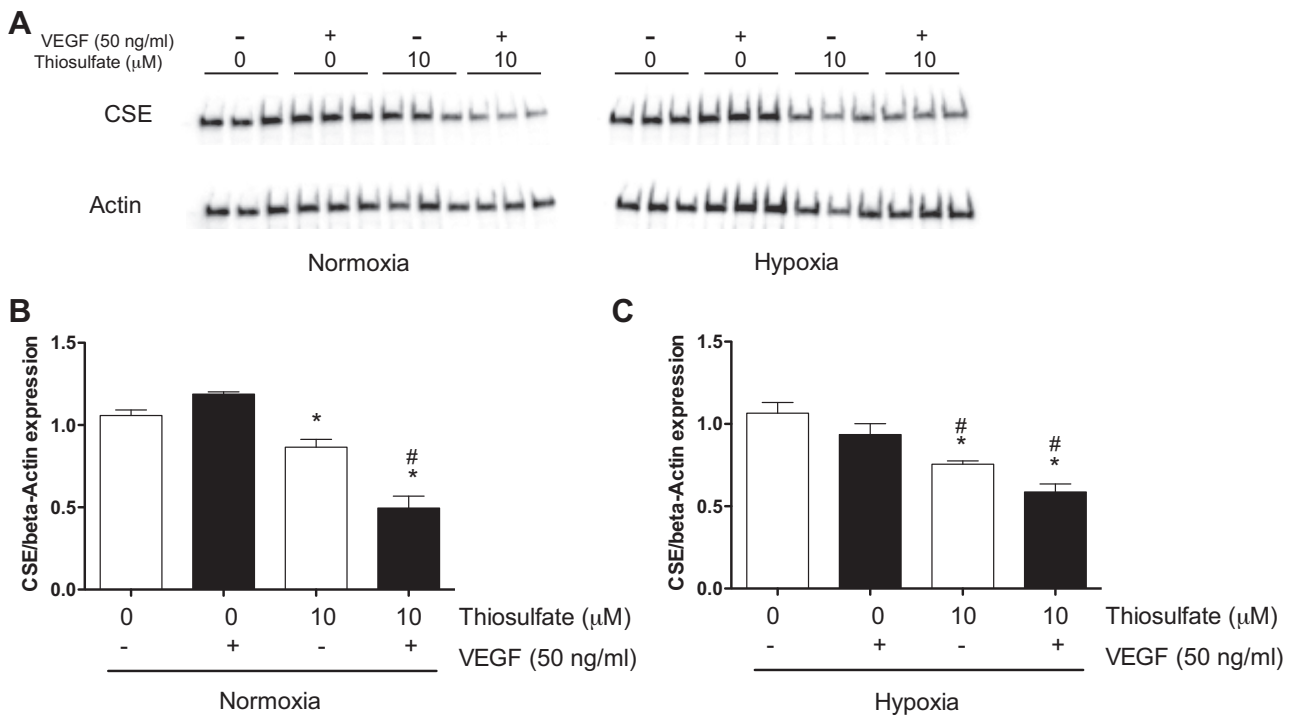 A
VEGF (50 ng/ml) - + - + - + - +
Thiosulfate (μM) 0 0 10 10 0 0 10 10
CSE
Actin
Normoxia Hypoxia
B C
CSE/beta-Actin expression
1.5
1.0
0.5
0.0
*
#
*
0 0 10 10 Thiosulfate (μM)
- + - + VEGF (50 ng/ml)
Normoxia
CSE/beta-Actin expression
1.5
1.0
0.5
0.0
#
*
#
*
0 0 10 10 Thiosulfate (μM)
- + - + VEGF (50 ng/ml)
Hypoxia